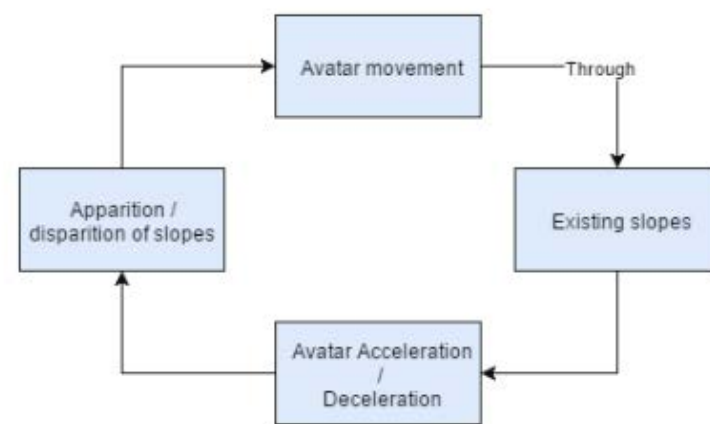 Avatar movement
Through
Existing slopes
Avatar Acceleration
/
Deceleration
Apparition /
disparition of slopes